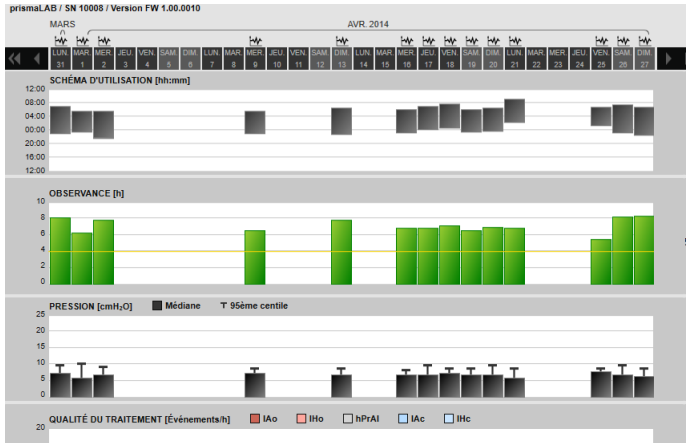 prismaLAB / SN 10008 / Version FW 1.00.0010
MARS AVR. 2014
LUN. MAR. MER. JEU. VEN. SAM. DIM. LUN. MAR. MER. JEU. VEN. SAM. DIM. LUN. MAR. MER. JEU. VEN. SAM. DIM. LUN. MAR. MER. JEU. VEN. SAM. DIM.
31 1 2 3 4 5 6 7 8 9 10 11 12 13 14 15 16 17 18 19 20 21 22 23 24 25 26 27
SCHÉMA D'UTILISATION [hh:mm]
12:00
08:00
04:00
00:00
20:00
16:00
12:00
OBSERVANCE [h]
10
8
6
4
2
0
PRESSION [cmH₂O] Médiane 95ème centile
25
20
15
10
5
0
QUALITÉ DU TRAITEMENT [Événements/h] IAo IHo hPrAI IAc IHc
20